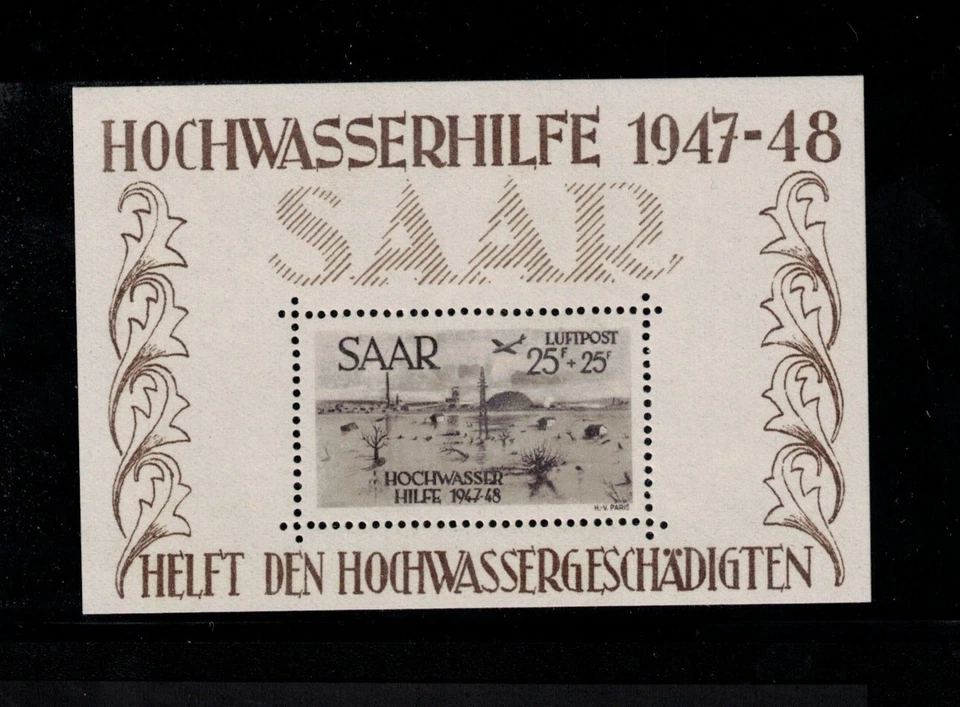 HOCHWASSERHILFE 1947-48
SAAR
SAAR
LUFTPOST
25F + 25F
HOCHWASSER
HILFE 1947-48
H.-V. PARIS
HELFT DEN HOCHWASSERGESCHÄDIGTEN